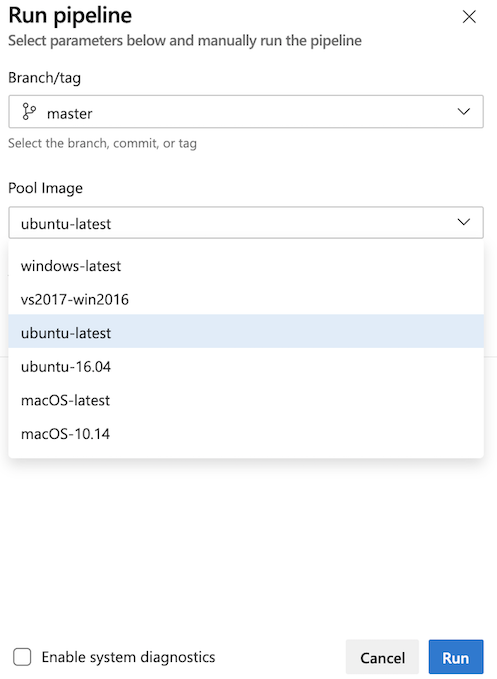 Run pipeline
Select parameters below and manually run the pipeline
Branch/tag
master
Select the branch, commit, or tag
Pool Image
ubuntu-latest
windows-latest
vs2017-win2016
ubuntu-latest
ubuntu-16.04
macOS-latest
macOS-10.14
Enable system diagnostics
Cancel
Run